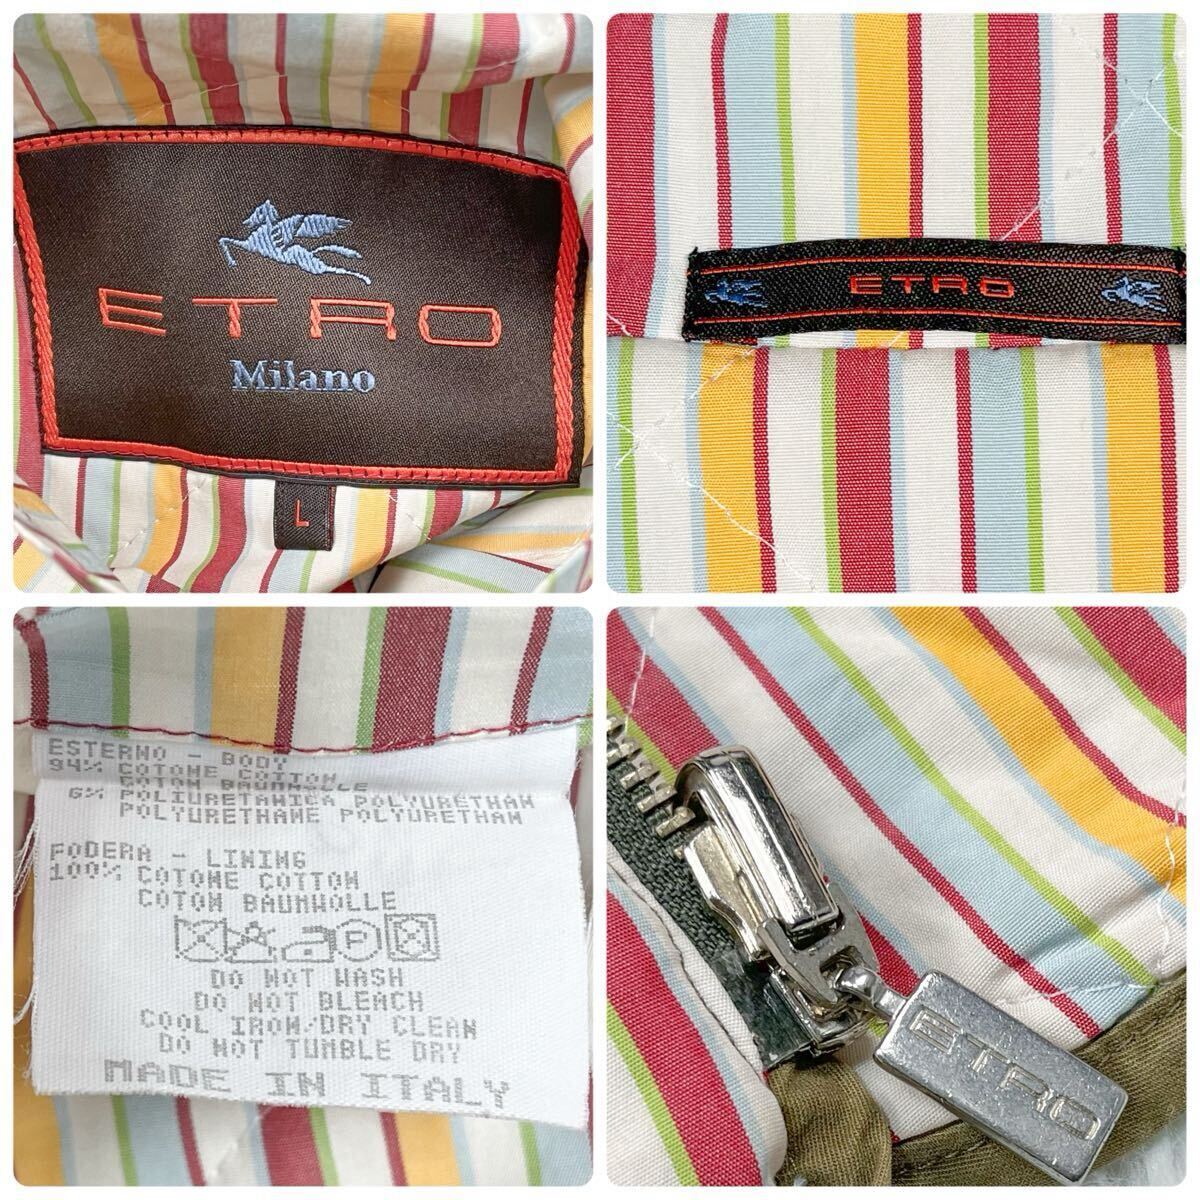 ETRO
Milano
L
ETRO
ESTERNO - BODY
94% COTONE COTTON
COTON BAUMWOLLE
6% POLIURETANICA POLYURETHAN
POLYURETHANE POLYURETHAN
FODERA - LINING
100% COTONE COTTON
COTON BAUMWOLLE
DO NOT WASH
DO NOT BLEACH
COOL IRON/DRY CLEAN
DO NOT TUMBLE DRY
MADE IN ITALY
ETRO